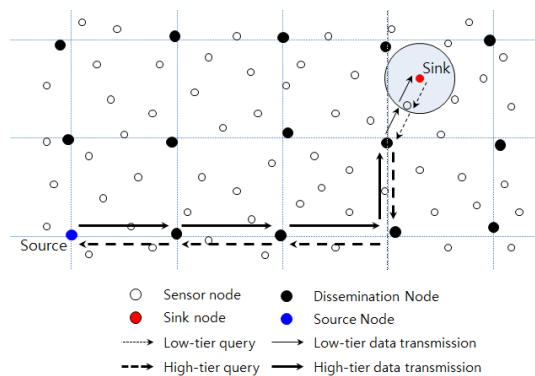 Sink
Source
Sensor node
Dissemination Node
Sink node
Source Node
Low-tier query
Low-tier data transmission
High-tier query
High-tier data transmission